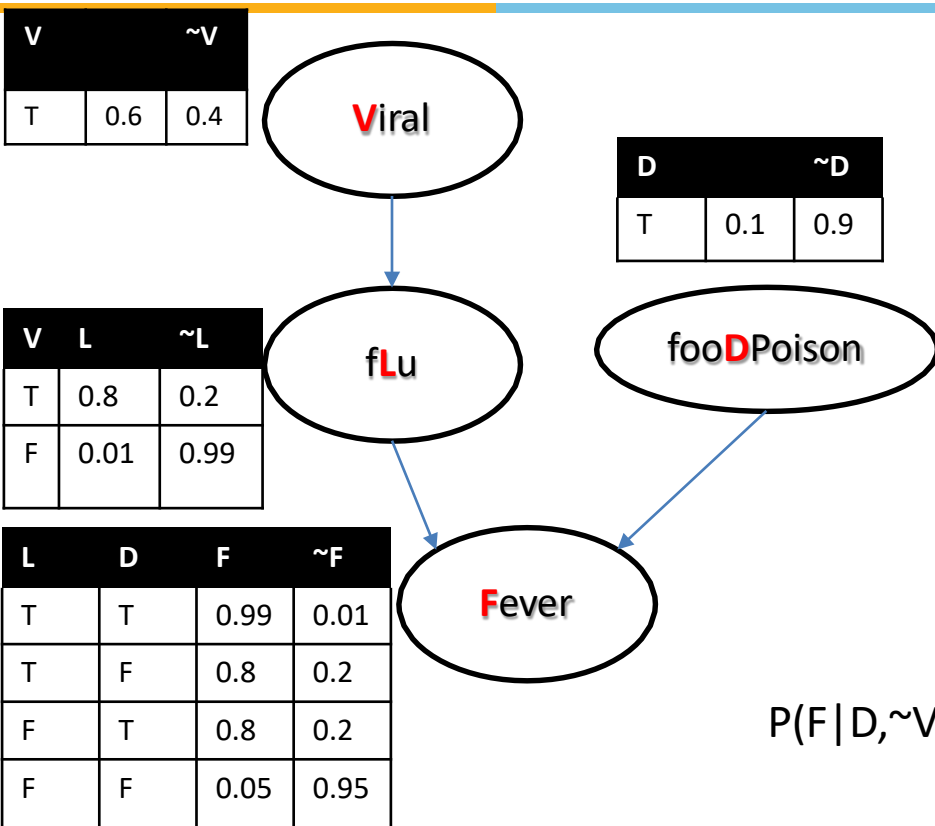 V ~V
T 0.6 0.4
Viral
D ~D
T 0.1 0.9
V L ~L
T 0.8 0.2
F 0.01 0.99
fLu
fooDPoison
L D F ~F
T T 0.99 0.01
T F 0.8 0.2
F T 0.8 0.2
F F 0.05 0.95
Fever
P(F|D,~V